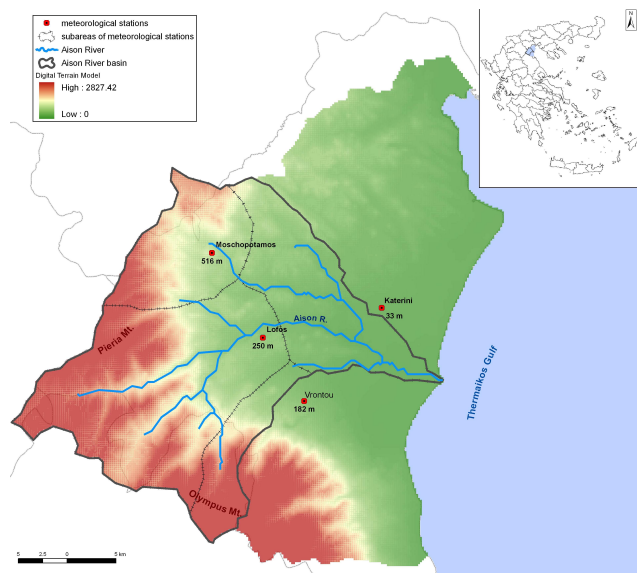 meteorological stations
subareas of meteorological stations
Aison River
Aison River basin
Digital Terrain Model
High : 2827.42
Low : 0
N
Moschopotamos
516 m
Katerini
33 m
Aison R.
Lofos
250 m
Pieria Mt.
Thermaikos Gulf
Vrontou
182 m
Olympus Mt.
5 2.5 0 5 km